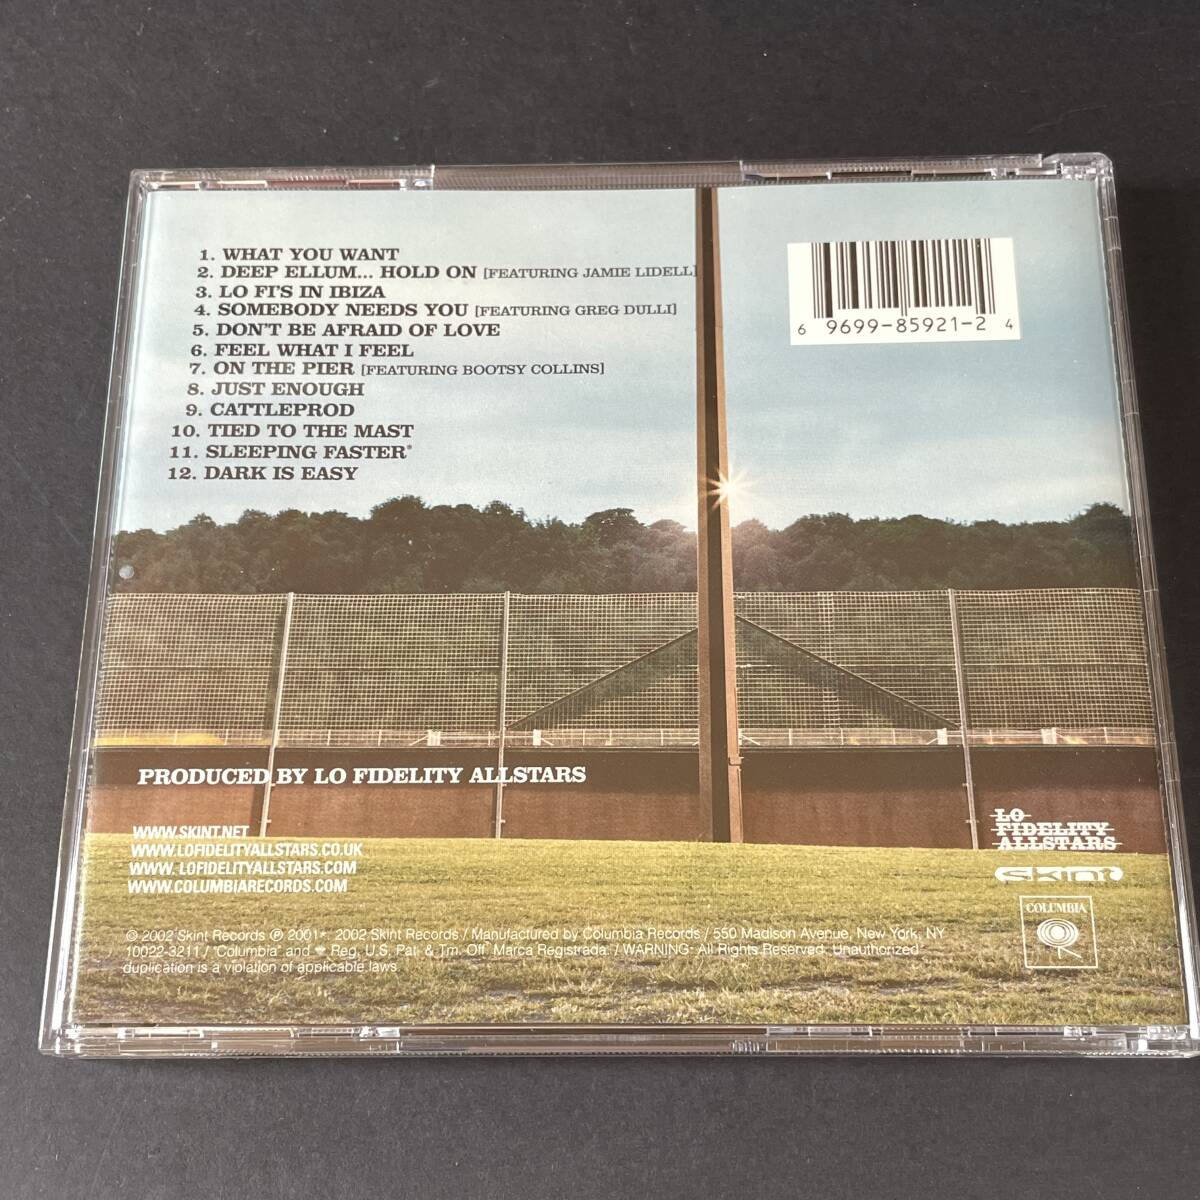 1. WHAT YOU WANT
2. DEEP ELLUM... HOLD ON [FEATURING JAMIE LIDELL]
3. LO FI'S IN IBIZA
4. SOMEBODY NEEDS YOU [FEATURING GREG DULLI]
5. DON'T BE AFRAID OF LOVE
6. FEEL WHAT I FEEL
7. ON THE PIER [FEATURING BOOTSY COLLINS]
8. JUST ENOUGH
9. CATTLEPROD
10. TIED TO THE MAST
11. SLEEPING FASTER*
12. DARK IS EASY
6 9699-85921-2 4
PRODUCED BY LO FIDELITY ALLSTARS
WWW.SKINT.NET
WWW.LOFIDELITYALLSTARS.CO.UK
WWW. LOFIDELITYALLSTARS.COM
WWW.COLUMBIARECORDS.COM
LO
FIDELITY
ALLSTARS
skint
COLUMBIA
© 2002 Skint Records ℗ 2001*, 2002 Skint Records / Manufactured by Columbia Records / 550 Madison Avenue, New York, NY
10022-3211 / "Columbia" and Reg. U.S. Pat. & Tm. Off. Marca Registrada. / WARNING: All Rights Reserved. Unauthorized
duplication is a violation of applicable laws.